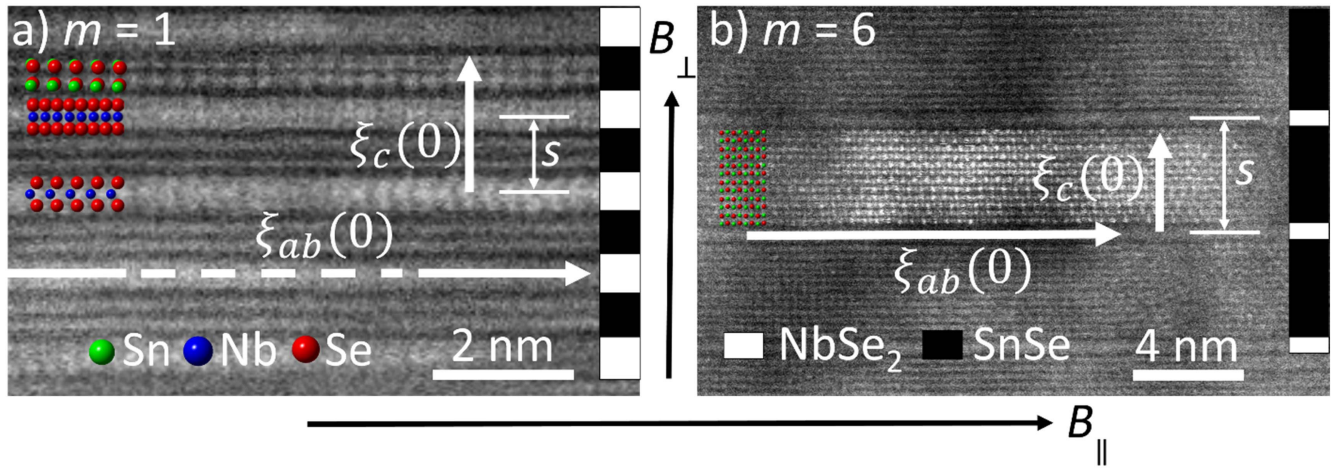 a) m = 1
ξc(0)
s
ξab(0)
Sn Nb Se
2 nm
B⊥
b) m = 6
ξc(0)
s
ξab(0)
NbSe2 SnSe
4 nm
B∥